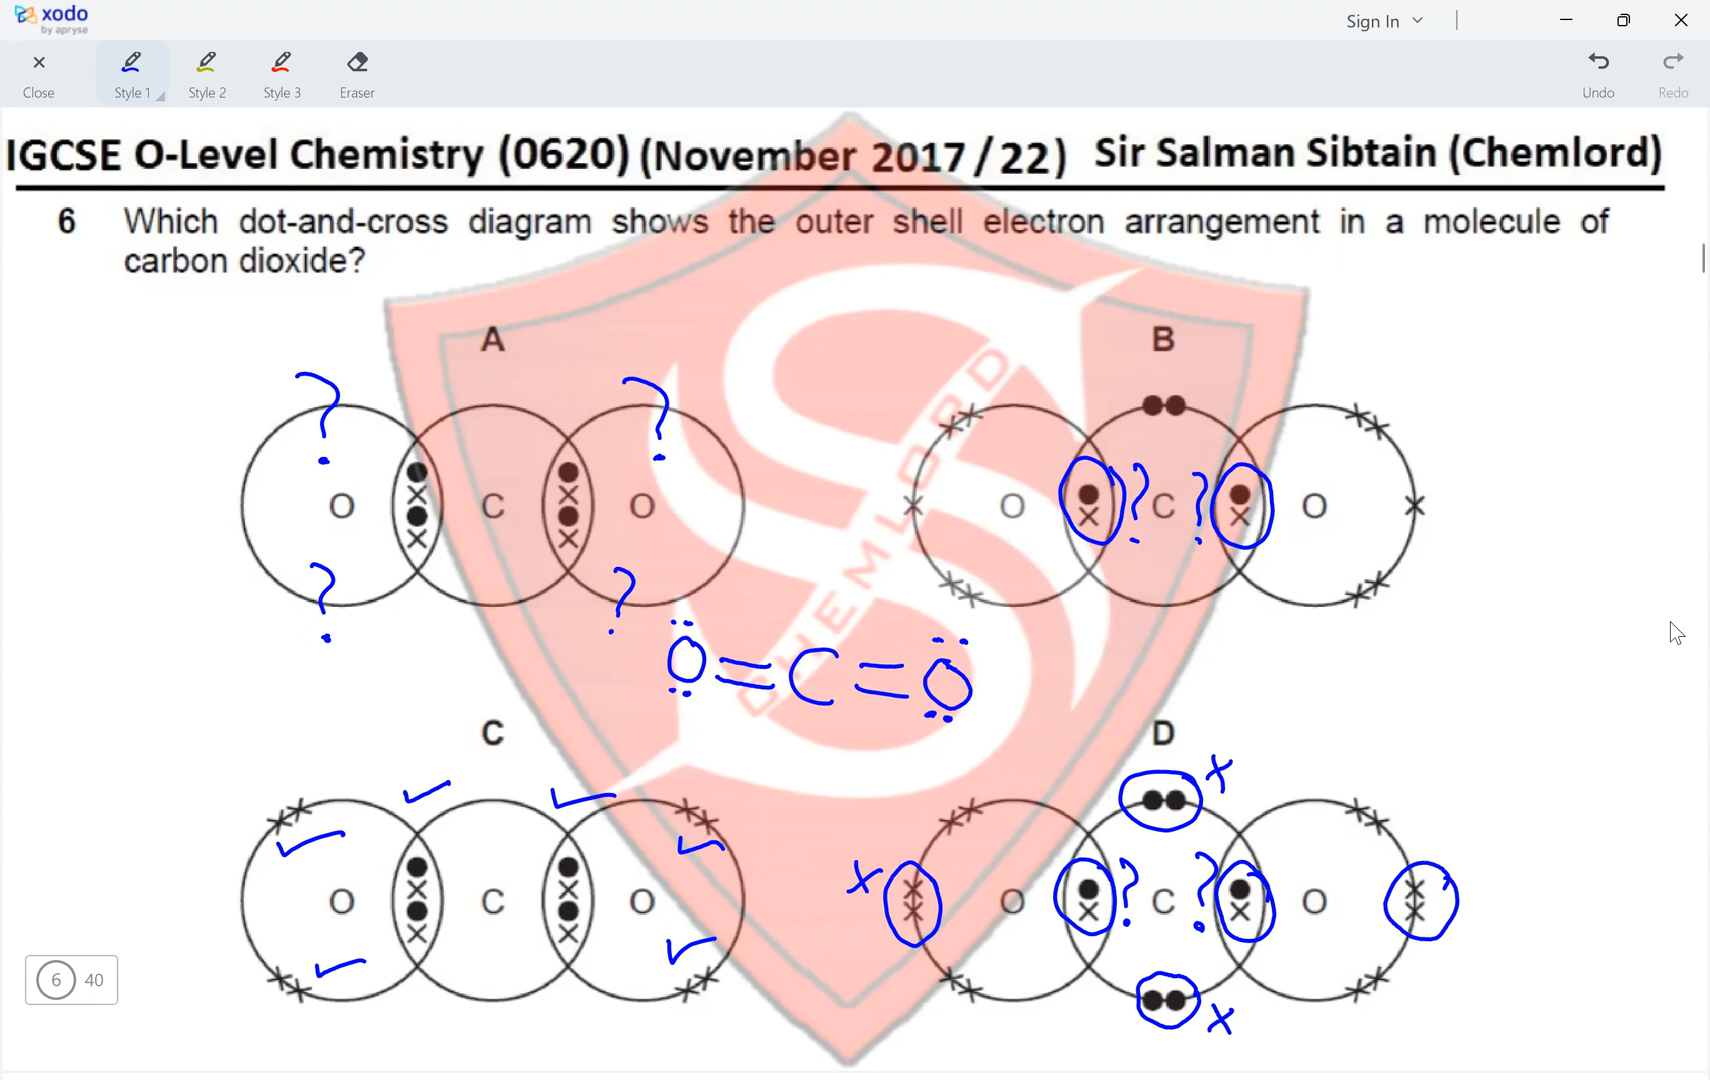 xodo
by apryse
Sign In
Close
Style 1
Style 2
Style 3
Eraser
Undo
Redo
IGCSE O-Level Chemistry (0620) (November 2017/22) Sir Salman Sibtain (Chemlord)
6 Which dot-and-cross diagram shows the outer shell electron arrangement in a molecule of
carbon dioxide?
A
B
? ?
O C O
O ? C ? O
? ?
CHEMLORD
O = C = O
C
D
x
O C O
x O ? C ? O
x
6 40